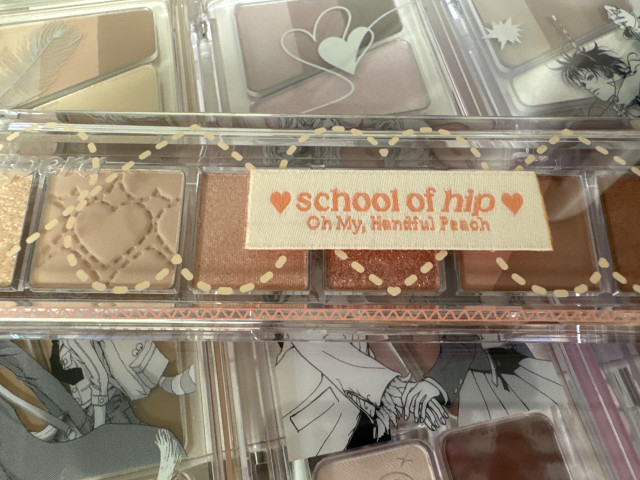 ♥school of hip♥
Oh My, Handful Peach